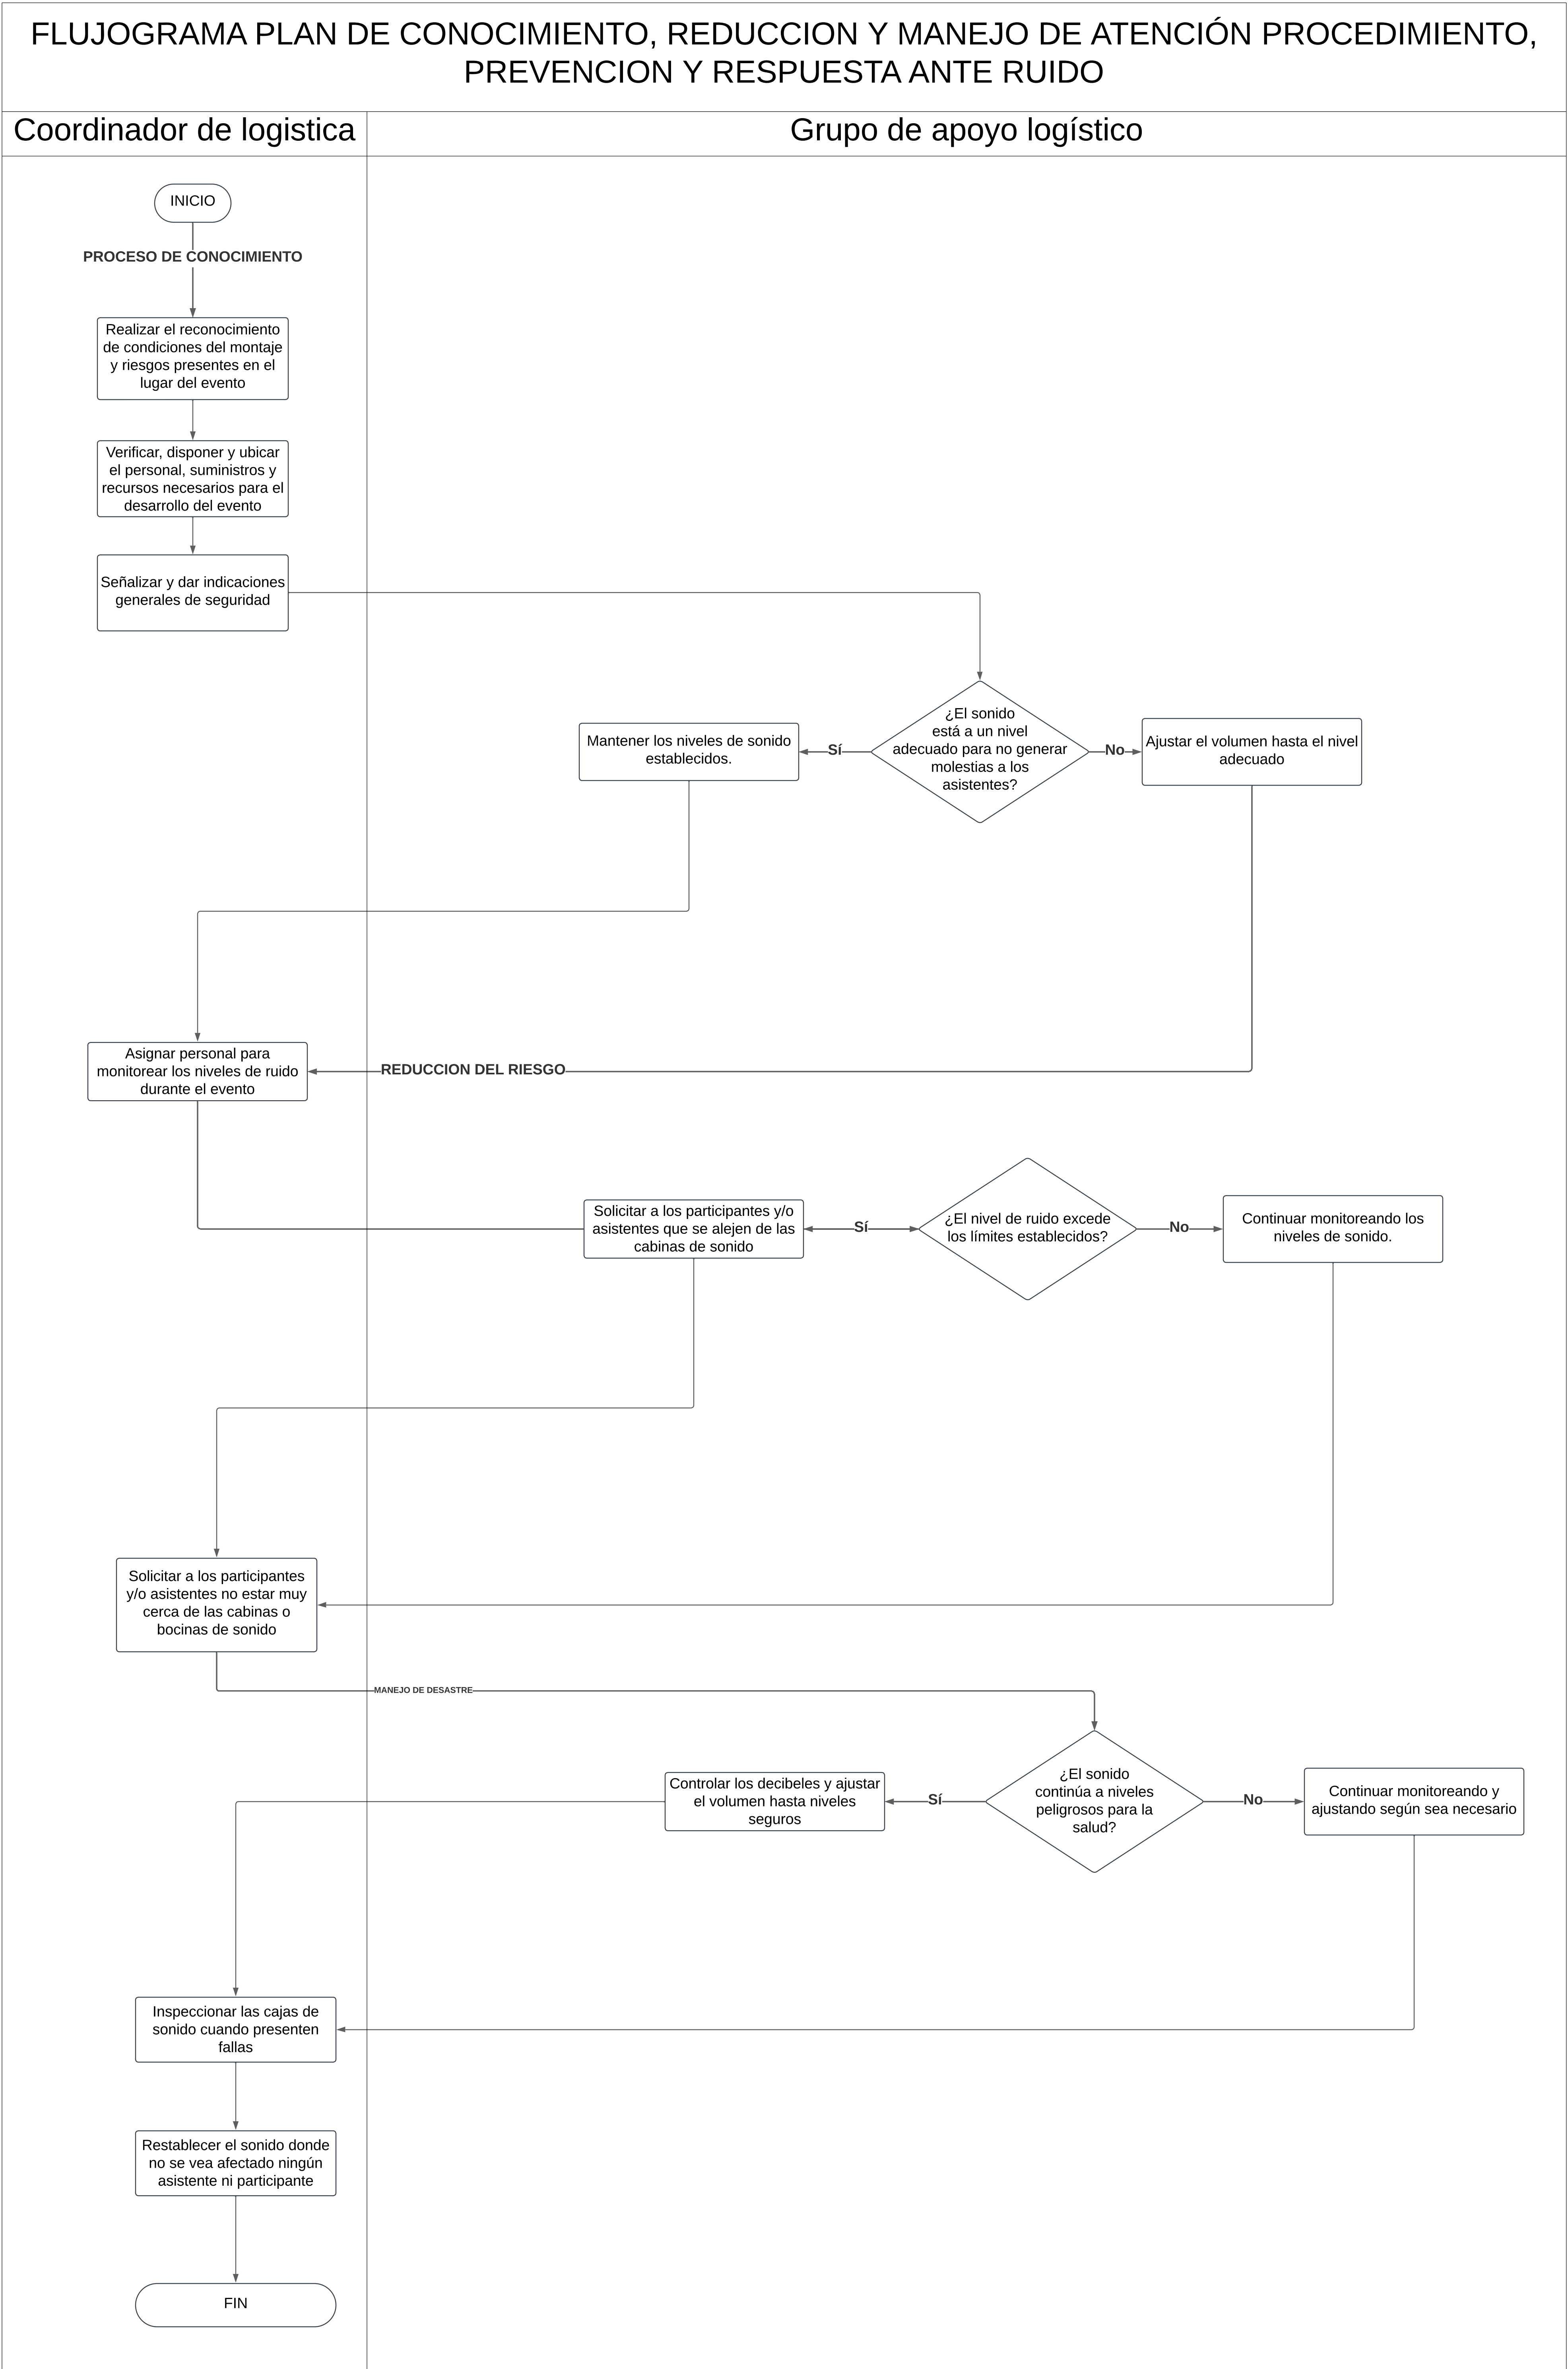 FLUJOGRAMA PLAN DE CONOCIMIENTO, REDUCCION Y MANEJO DE ATENCIÓN PROCEDIMIENTO,
PREVENCION Y RESPUESTA ANTE RUIDO
Coordinador de logistica
Grupo de apoyo logístico
INICIO
PROCESO DE CONOCIMIENTO
Realizar el reconocimiento
de condiciones del montaje
y riesgos presentes en el
lugar del evento
Verificar, disponer y ubicar
el personal, suministros y
recursos necesarios para el
desarrollo del evento
Señalizar y dar indicaciones
generales de seguridad
Mantener los niveles de sonido
establecidos.
Sí
¿El sonido
está a un nivel
adecuado para no generar
molestias a los
asistentes?
No
Ajustar el volumen hasta el nivel
adecuado
Asignar personal para
monitorear los niveles de ruido
durante el evento
REDUCCION DEL RIESGO
Solicitar a los participantes y/o
asistentes que se alejen de las
cabinas de sonido
Sí
¿El nivel de ruido excede
los límites establecidos?
No
Continuar monitoreando los
niveles de sonido.
Solicitar a los participantes
y/o asistentes no estar muy
cerca de las cabinas o
bocinas de sonido
MANEJO DE DESASTRE
Controlar los decibeles y ajustar
el volumen hasta niveles
seguros
Sí
¿El sonido
continúa a niveles
peligrosos para la
salud?
No
Continuar monitoreando y
ajustando según sea necesario
Inspeccionar las cajas de
sonido cuando presenten
fallas
Restablecer el sonido donde
no se vea afectado ningún
asistente ni participante
FIN